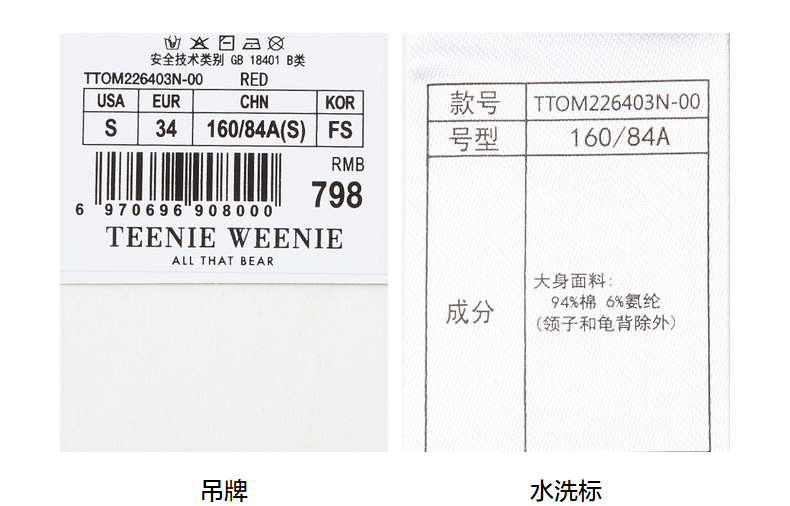 安全技术类别 GB 18401 B类
TTOM226403N-00 RED
USA EUR CHN KOR
S 34 160/84A(S) FS
RMB
798
6 970696 908000
TEENIE WEENIE
ALL THAT BEAR
款号 TTOM226403N-00
号型 160/84A
成分
大身面料:
94%棉 6%氨纶
(领子和龟背除外)
吊牌
水洗标